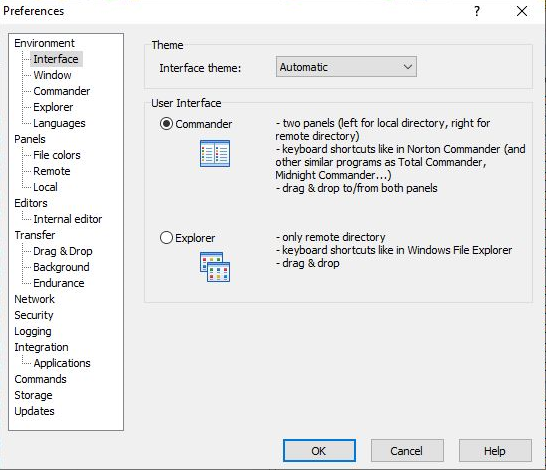 Preferences
?
Environment
Interface
Window
Commander
Explorer
Languages
Panels
File colors
Remote
Local
Editors
Internal editor
Transfer
Drag & Drop
Background
Endurance
Network
Security
Logging
Integration
Applications
Commands
Storage
Updates
Theme
Interface theme: Automatic
User Interface
Commander
- two panels (left for local directory, right for
remote directory)
- keyboard shortcuts like in Norton Commander (and
other similar programs as Total Commander,
Midnight Commander...)
- drag & drop to/from both panels
Explorer
- only remote directory
- keyboard shortcuts like in Windows File Explorer
- drag & drop
OK
Cancel
Help